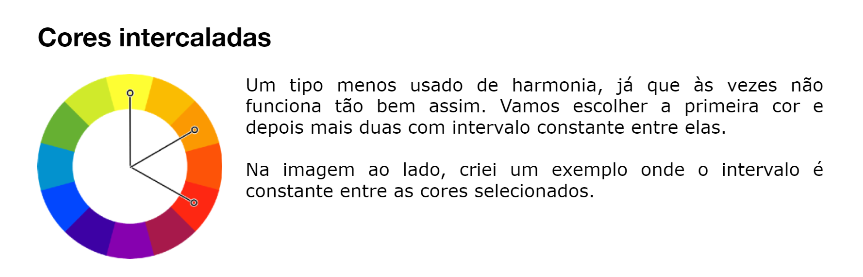 Cores intercaladas
Um tipo menos usado de harmonia, já que às vezes não
funciona tão bem assim. Vamos escolher a primeira cor e
depois mais duas com intervalo constante entre elas.
Na imagem ao lado, criei um exemplo onde o intervalo é
constante entre as cores selecionados.